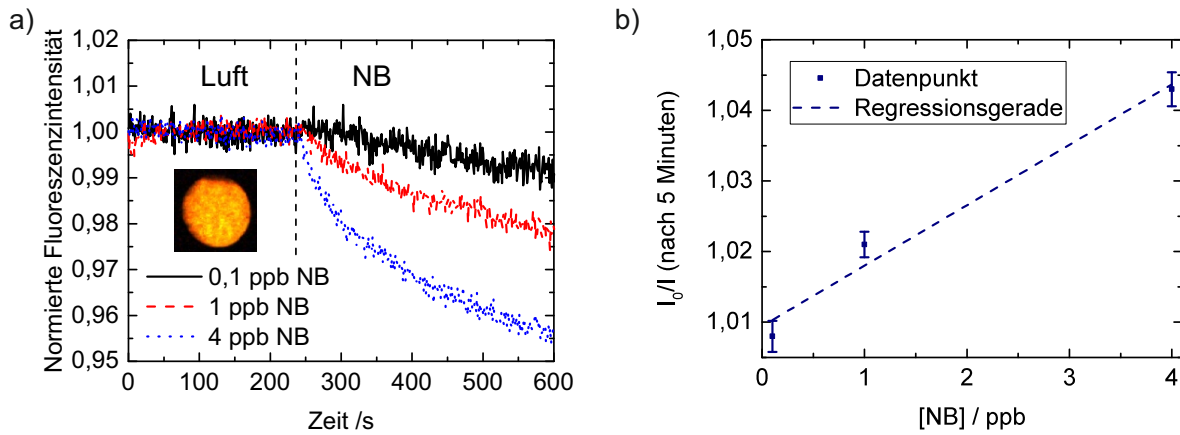 a)
Normierte Fluoreszenzintensität
1,02
1,01
1,00
0,99
0,98
0,97
0,96
0,95
Luft
NB
0,1 ppb NB
1 ppb NB
4 ppb NB
0
100
200
300
400
500
600
Zeit /s
b)
I₀/I (nach 5 Minuten)
1,05
1,04
1,03
1,02
1,01
Datenpunkt
Regressionsgerade
0
1
2
3
4
[NB] / ppb